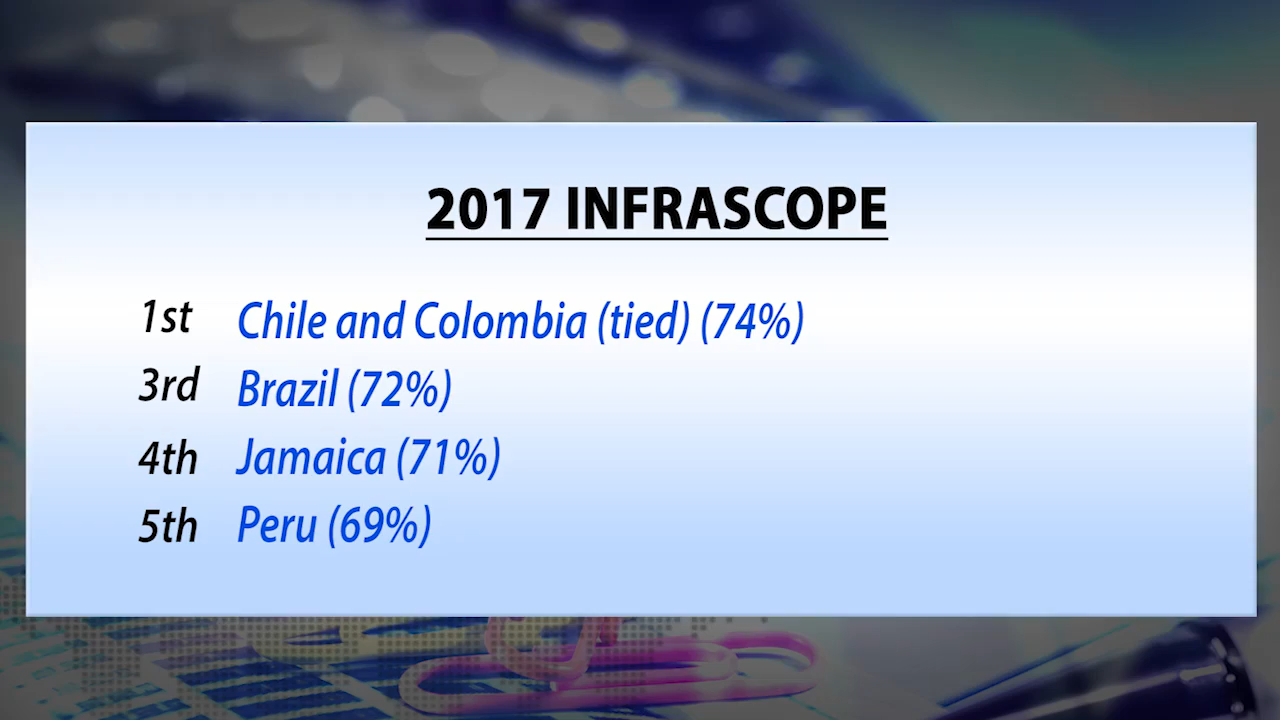 2017 INFRASCOPE
1st Chile and Colombia (tied) (74%)
3rd Brazil (72%)
4th Jamaica (71%)
5th Peru (69%)